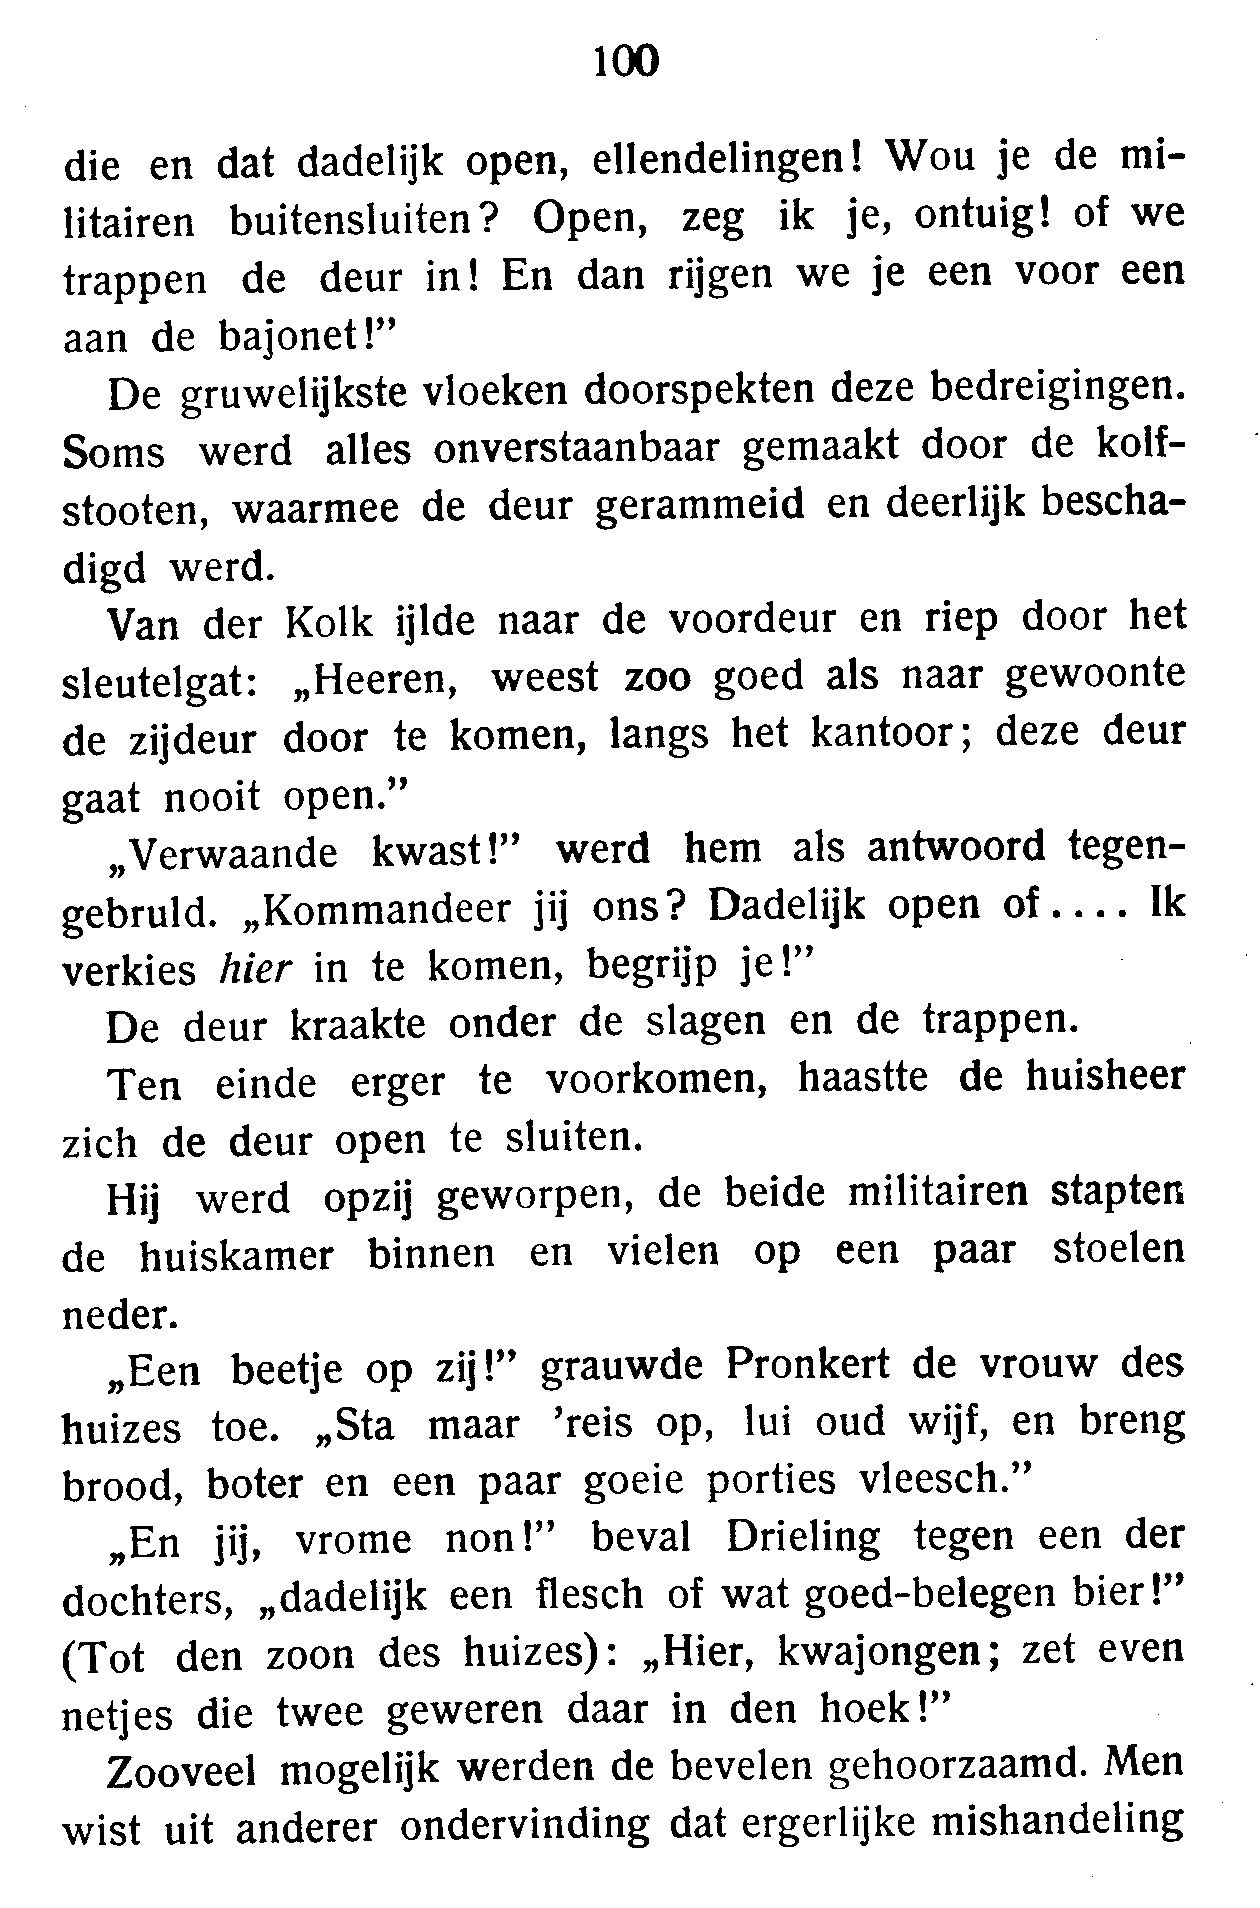 100
die en dat dadelijk open, ellendelingen! Wou je de mi-
litairen buitensluiten? Open, zeg ik je, ontuig! of we
trappen de deur in! En dan rijgen we je een voor een
aan de bajonet!”
De gruwelijkste vloeken doorspekten deze bedreigingen.
Soms werd alles onverstaanbaar gemaakt door de kolf-
stooten, waarmee de deur gerammeid en deerlijk bescha-
digd werd.
Van der Kolk ijlde naar de voordeur en riep door het
sleutelgat: „Heeren, weest zoo goed als naar gewoonte
de zijdeur door te komen, langs het kantoor; deze deur
gaat nooit open.”
„Verwaande kwast!” werd hem als antwoord tegen-
gebruld. „Kommandeer jij ons? Dadelijk open of.... Ik
verkies hier in te komen, begrijp je!”
De deur kraakte onder de slagen en de trappen.
Ten einde erger te voorkomen, haastte de huisheer
zich de deur open te sluiten.
Hij werd opzij geworpen, de beide militairen stapten
de huiskamer binnen en vielen op een paar stoelen
neder.
„Een beetje op zij!” grauwde Pronkert de vrouw des
huizes toe. „Sta maar ’reis op, lui oud wijf, en breng
brood, boter en een paar goeie porties vleesch.”
„En jij, vrome non!” beval Drieling tegen een der
dochters, „dadelijk een flesch of wat goed-belegen bier!”
(Tot den zoon des huizes): „Hier, kwajongen; zet even
netjes die twee geweren daar in den hoek!”
Zooveel mogelijk werden de bevelen gehoorzaamd. Men
wist uit anderer ondervinding dat ergerlijke mishandeling